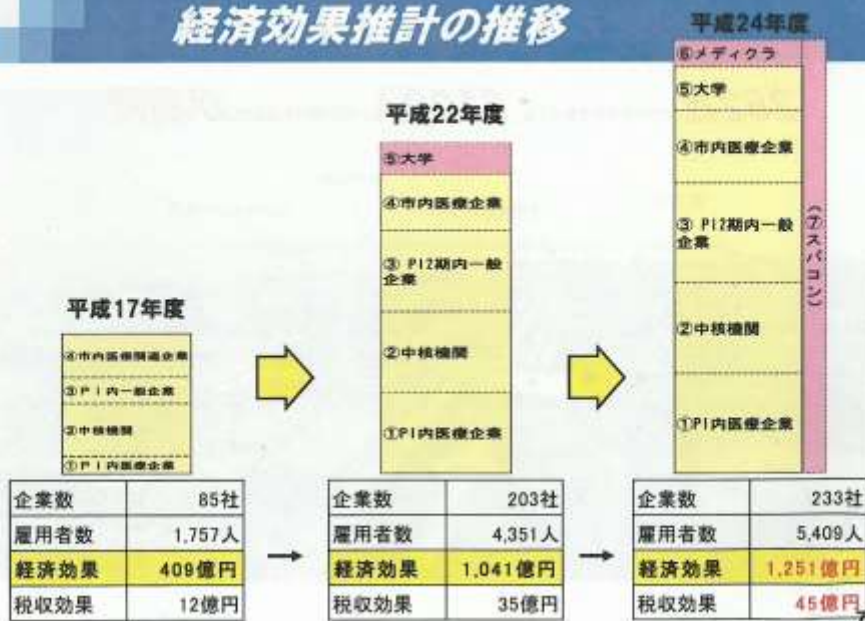 経済効果推計の推移
平成24年度
⑥メディクラ
⑤大学
④市内医療企業
③ PI2期内一般
企業
②中核機関
①PI内医療企業
（⑦スパコン）
平成22年度
⑤大学
④市内医療企業
③ PI2期内一般
企業
②中核機関
①PI内医療企業
平成17年度
④市内医療関連企業
③ＰＩ内一般企業
②中核機関
①ＰＩ内医療企業
企業数 85社
雇用者数 1,757人
経済効果 409億円
税収効果 12億円
企業数 203社
雇用者数 4,351人
経済効果 1,041億円
税収効果 35億円
企業数 233社
雇用者数 5,409人
経済効果 1,251億円
税収効果 45億円